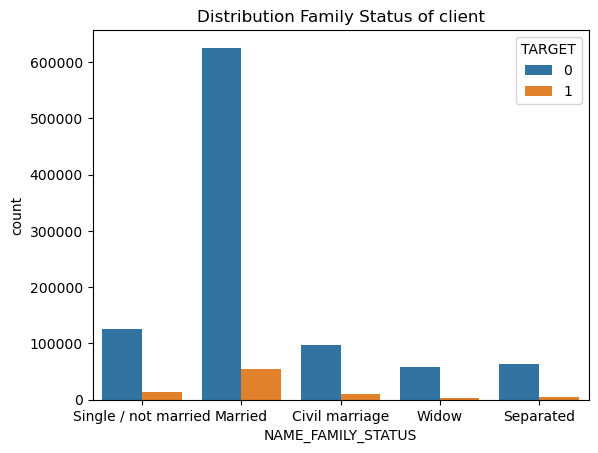 Distribution Family Status of client
TARGET
0
1
600000
500000
400000
300000
200000
100000
0
count
Single / not married Married Civil marriage Widow Separated
NAME_FAMILY_STATUS